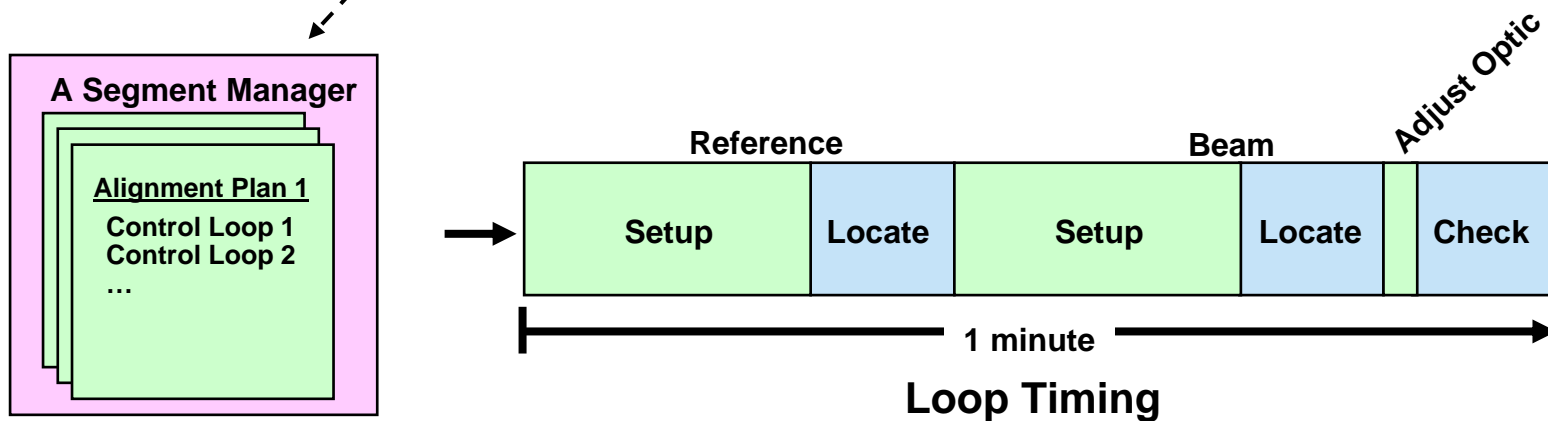 A Segment Manager
Alignment Plan 1
Control Loop 1
Control Loop 2
…
Reference
Beam
Adjust Optic
Setup
Locate
Setup
Locate
Check
1 minute
Loop Timing